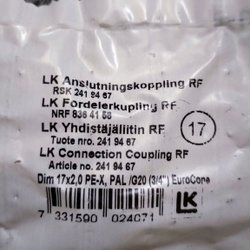 LK Anslutningskoppling RF
RSK 241 94 67
LK Fordelerkupling RF
NRF 836 41 58
LK Yhdistäjäliitin RF
Tuote nro. 241 94 67
17
LK Connection Coupling RF
Article no. 241 94 67
Dim 17x2,0 PE-X, PAL /G20 (3/4") EuroCone
7 331590 024071
LK